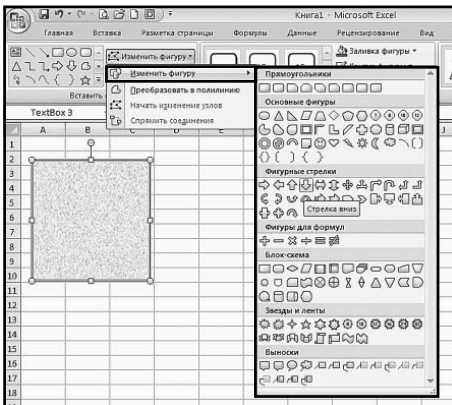 Книга1 - Microsoft Excel
Главная Вставка Разметка страницы Формулы Данные Рецензирование Вид
Изменить фигуру Заливка фигуры
Изменить фигуру
Преобразовать в полилинию
Начать изменение узлов
Спрямить соединения
Вставить
TextBox 3
A B C D E F J
1
2
3
4
5
6
7
8
9
10
11
12
13
14
15
16
17
18
Прямоугольники
Основные фигуры
Фигурные стрелки
Стрелка вниз
Фигуры для формул
Блок-схема
Звезды и ленты
Выноски